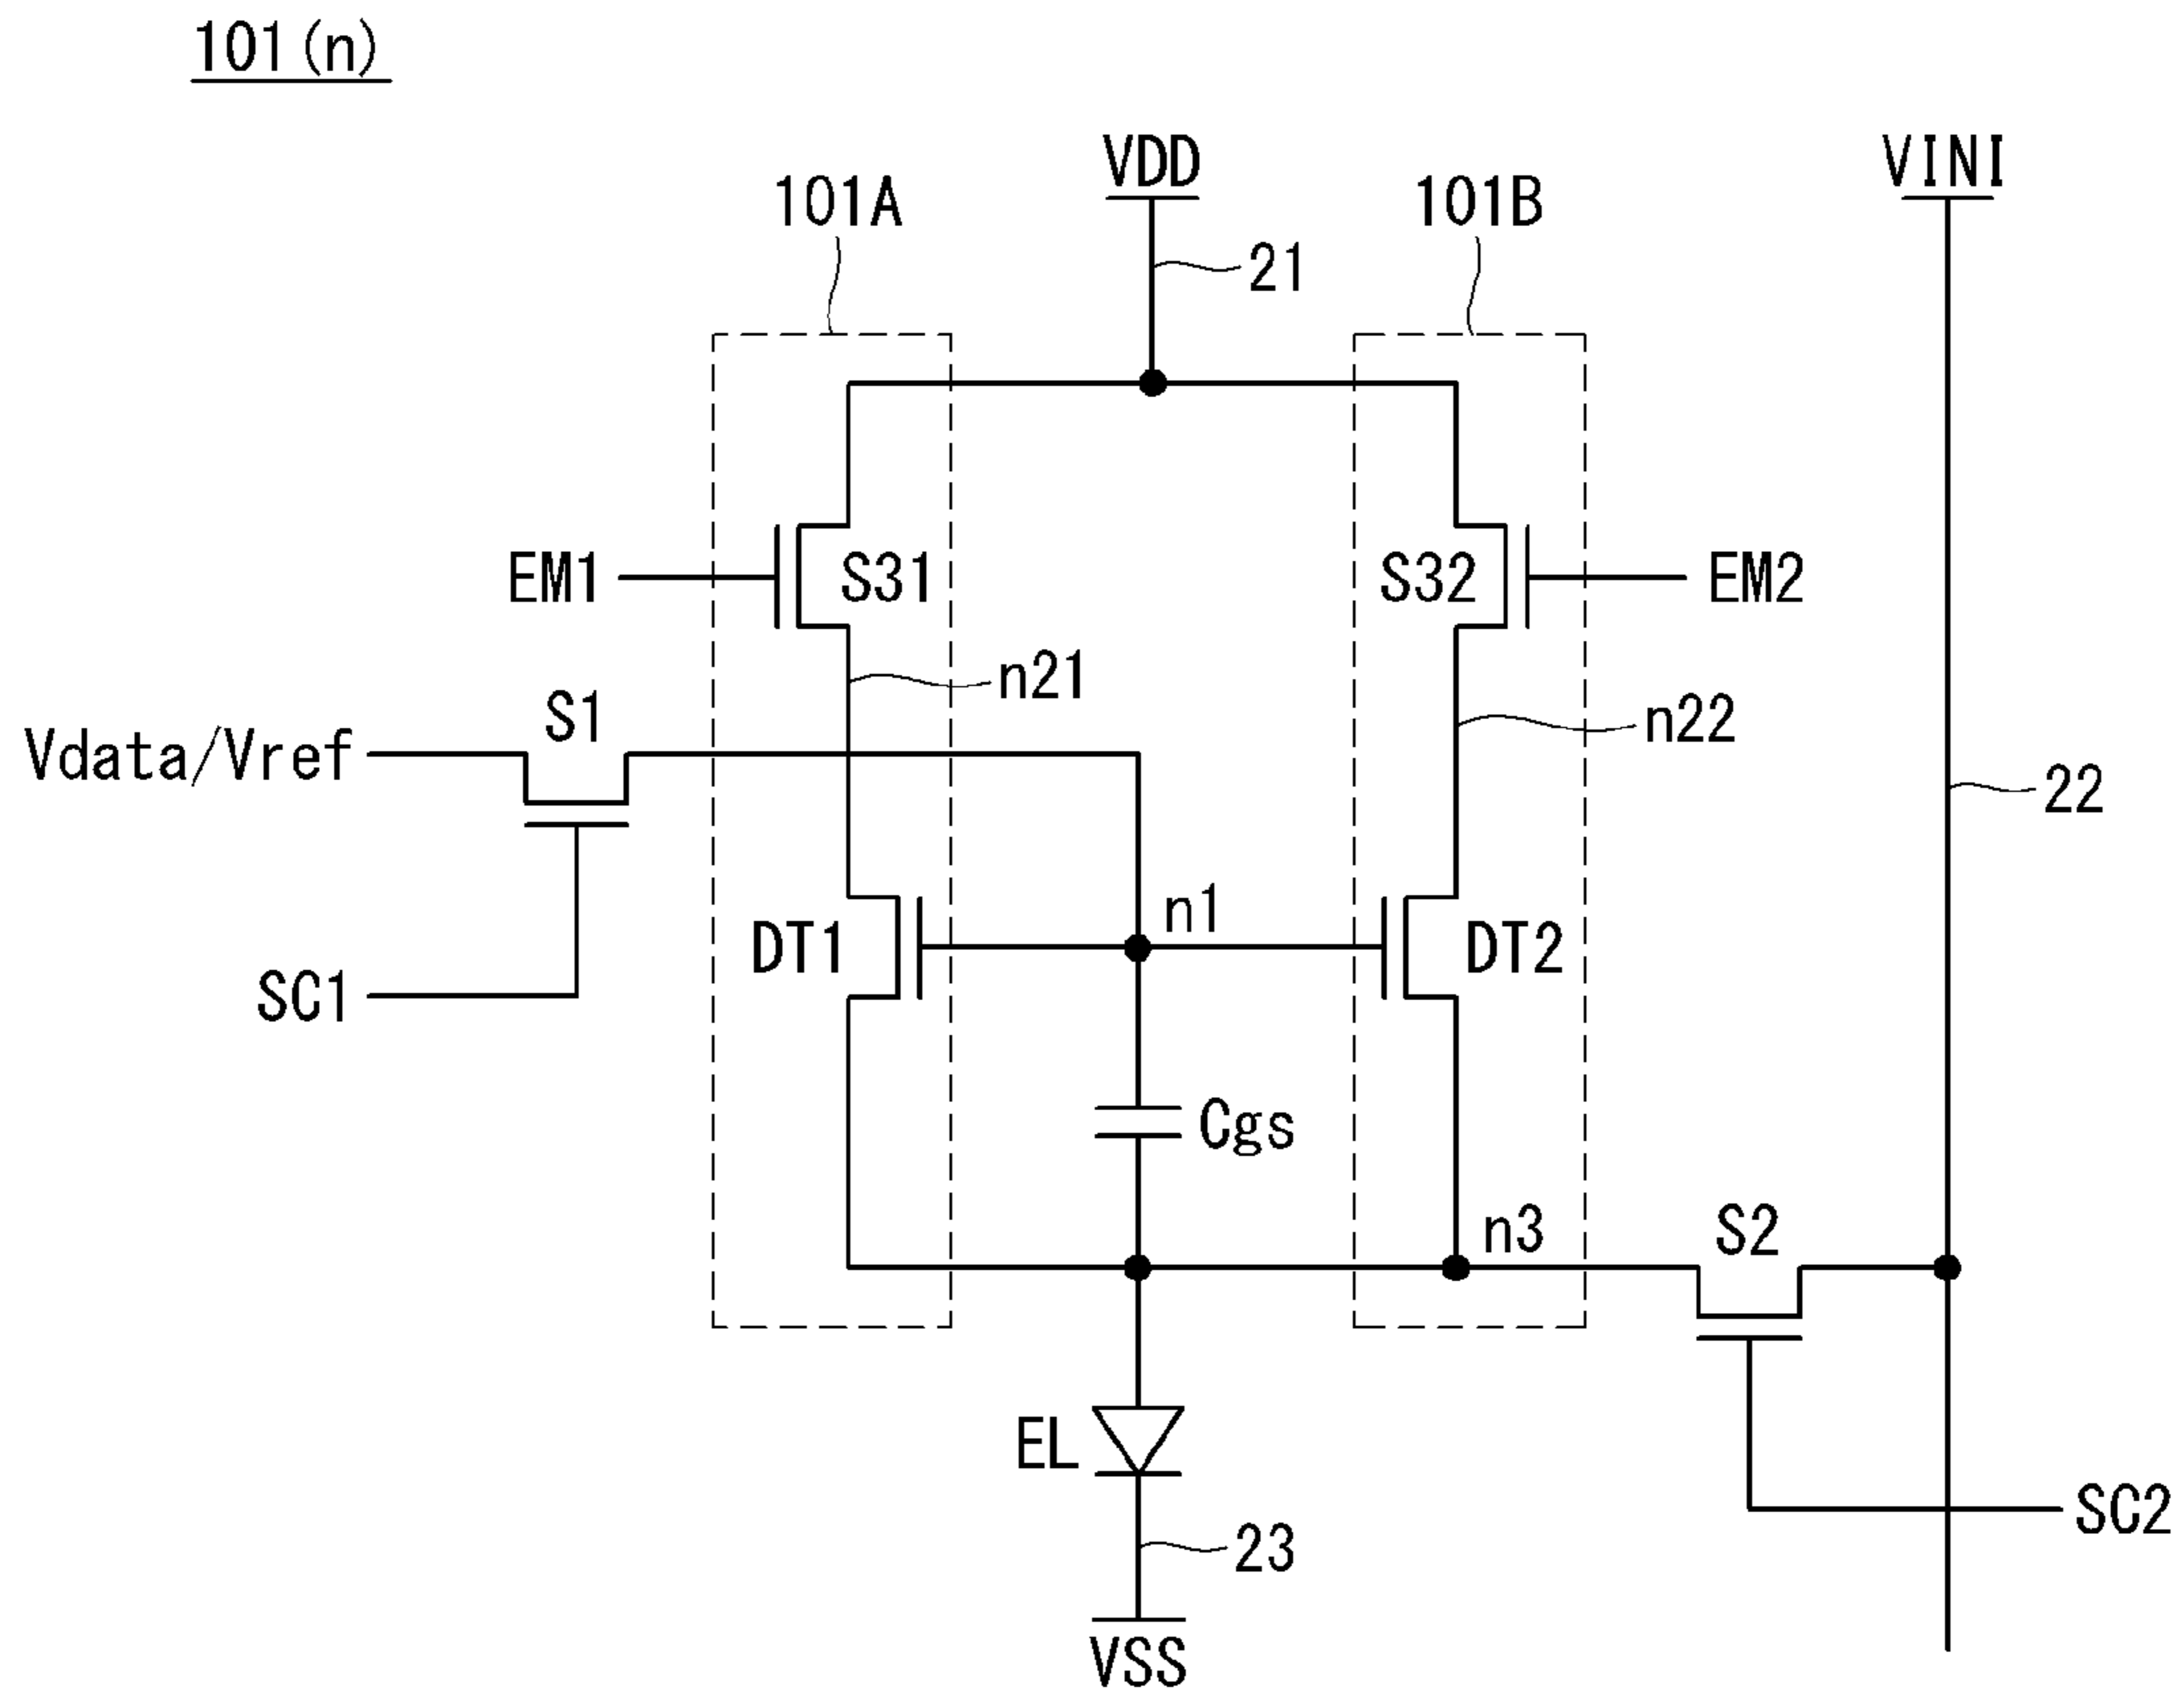 101(n)
VDD
VINI
101A
101B
21
EM1
S31
S32
EM2
n21
S1
n22
Vdata/Vref
22
n1
DT1
DT2
SC1
Cgs
n3
S2
EL
SC2
23
VSS